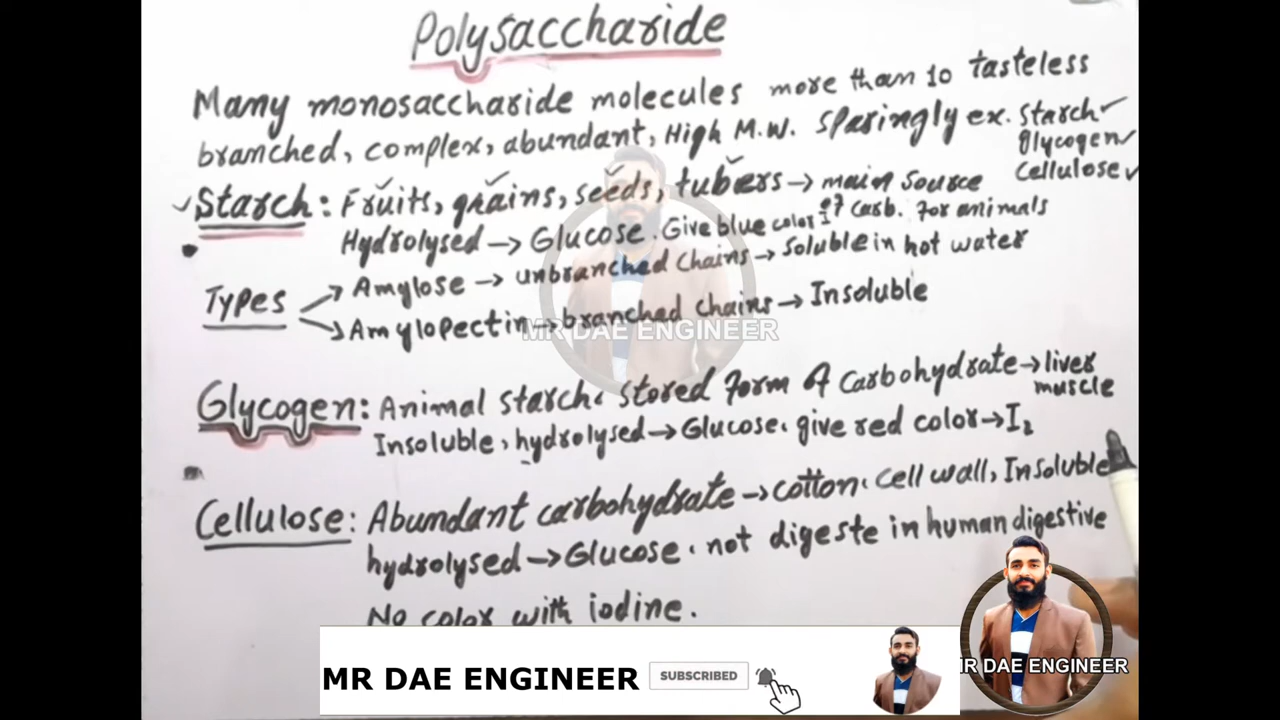 Polysaccharide
Many monosaccharide molecules more than 10 tasteless
branched, complex, abundant, High M.W. sparingly ex. starch
glycogen
cellulose
Starch: Fruits, grains, seeds, tubers → main source
of carb. for animals
Hydrolysed → Glucose. Give blue color I
Types → Amylose → unbranched chains → Soluble in hot water
→ Amylopectin → branched chains → Insoluble
MR DAE ENGINEER
Glycogen: Animal starch. stored form of Carbohydrate → liver
muscle
Insoluble, hydrolysed → Glucose. give red color → I₂
Cellulose: Abundant carbohydrate → cotton. cell wall, Insoluble
hydrolysed → Glucose. not digeste in human digestive
No color with iodine.
MR DAE ENGINEER
SUBSCRIBED
IR DAE ENGINEER